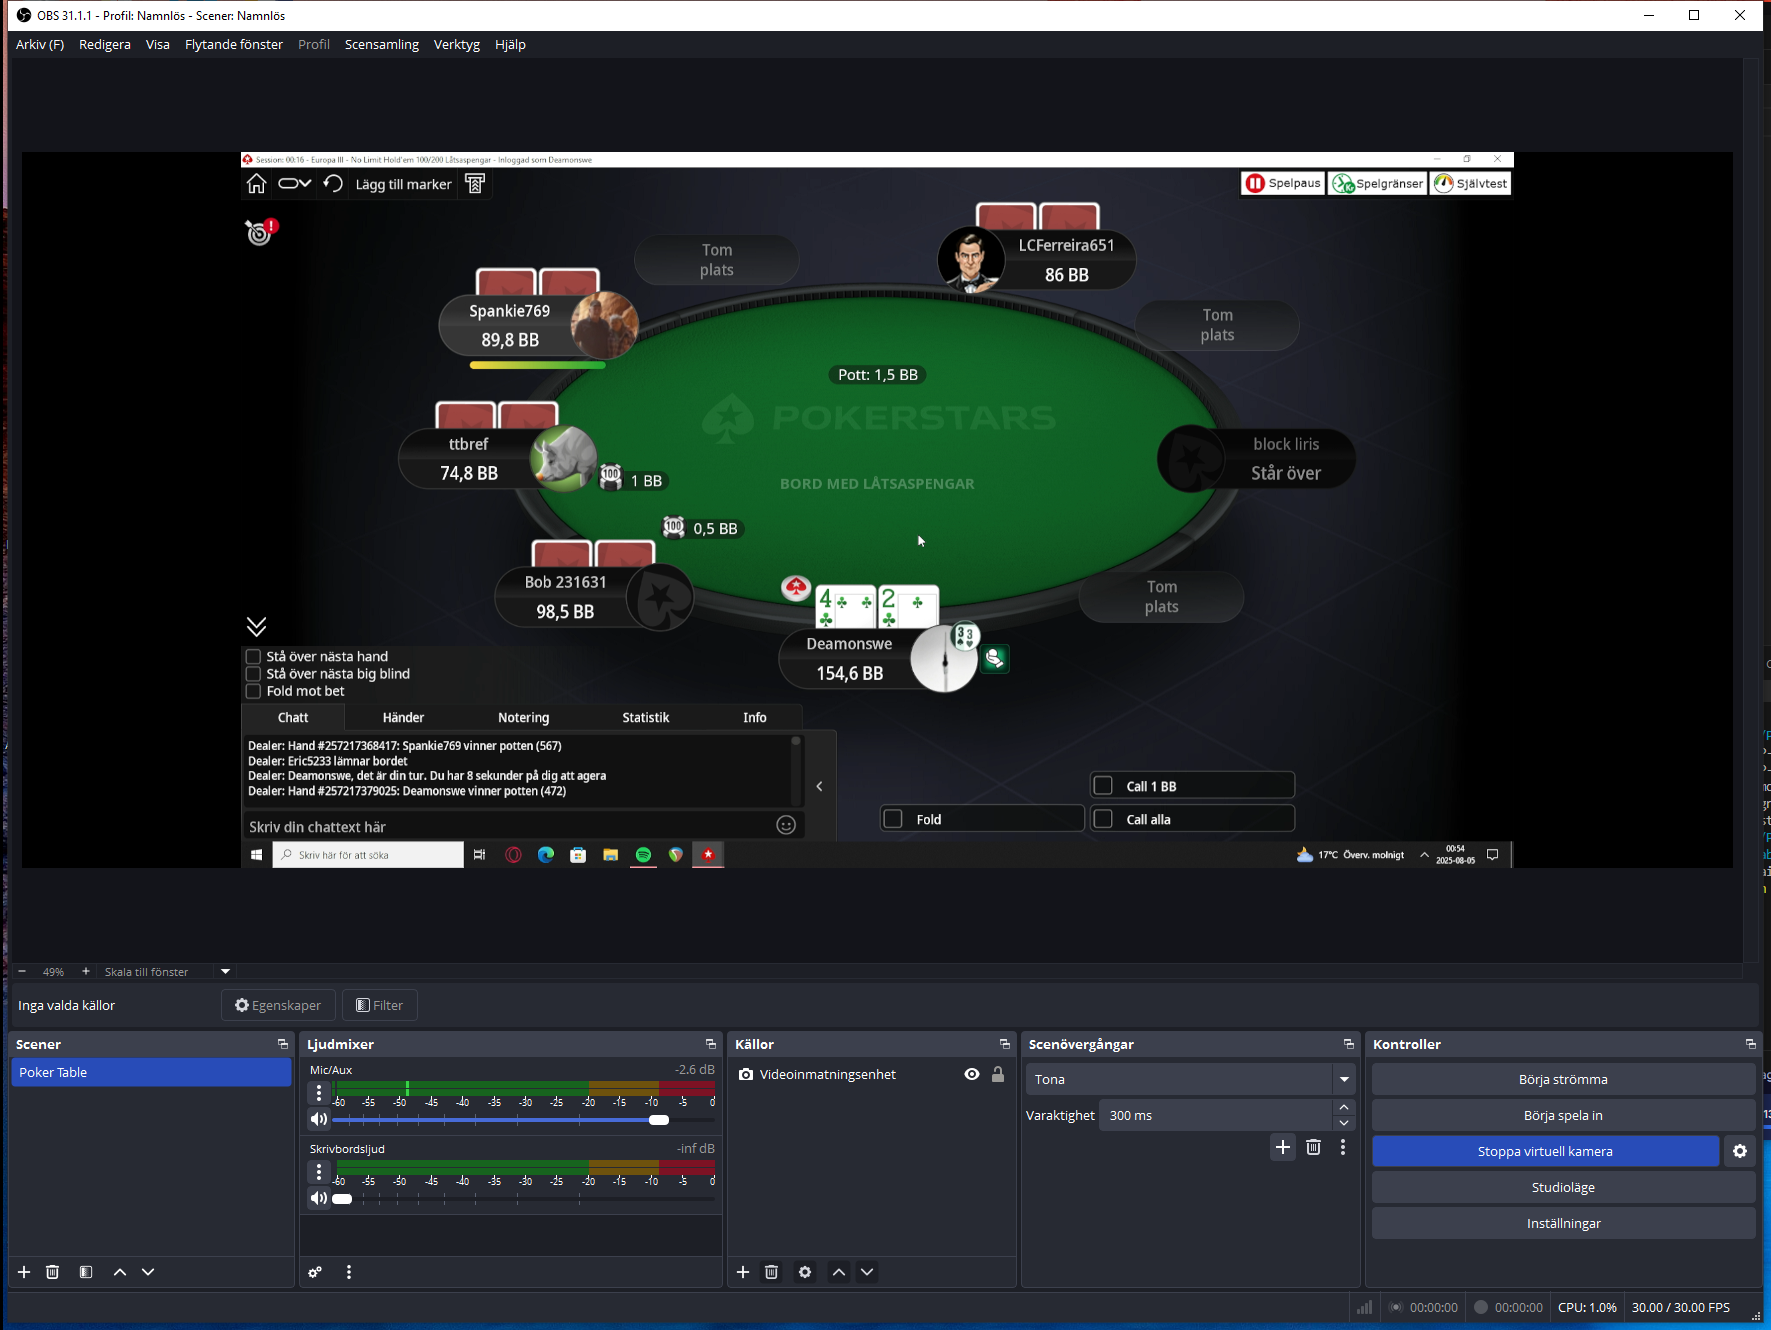 OBS 31.1.1 - Profil: Namnlös - Scener: Namnlös
Arkiv (F) Redigera Visa Flytande fönster Profil Scensamling Verktyg Hjälp
Session: 00:16 - Europa III - No Limit Hold'em 100/200 Låtsaspengar - Inloggad som Deamonswe
Lägg till marker
Spelpaus Spelgränser Självtest
Tom
plats
LCFerreira651
86 BB
Spankie769
89,8 BB
Tom
plats
Pott: 1,5 BB
POKERSTARS
ttbref
74,8 BB
100 1 BB
BORD MED LÅTSASPENGAR
block liris
Står över
100 0,5 BB
Bob 231631
98,5 BB
4 2
Tom
plats
Deamonswe
154,6 BB
3 3
Stå över nästa hand
Stå över nästa big blind
Fold mot bet
Chatt Händer Notering Statistik Info
Dealer: Hand #257217368417: Spankie769 vinner potten (567)
Dealer: Eric5233 lämnar bordet
Dealer: Deamonswe, det är din tur. Du har 8 sekunder på dig att agera
Dealer: Hand #257217379025: Deamonswe vinner potten (472)
Skriv din chattext här
Call 1 BB
Fold
Call alla
Skriv här för att söka
17°C Överv. molnigt
00:54
2025-08-05
49% Skala till fönster
Inga valda källor
Egenskaper Filter
Scener
Poker Table
Ljudmixer
Mic/Aux -2.6 dB
-60 -55 -50 -45 -40 -35 -30 -25 -20 -15 -10 -5 0
Skrivbordsljud -inf dB
-60 -55 -50 -45 -40 -35 -30 -25 -20 -15 -10 -5 0
Källor
Videoinmatningsenhet
Scenövergångar
Tona
Varaktighet 300 ms
Kontroller
Börja strömma
Börja spela in
Stoppa virtuell kamera
Studioläge
Inställningar
00:00:00 00:00:00 CPU: 1.0% 30.00 / 30.00 FPS